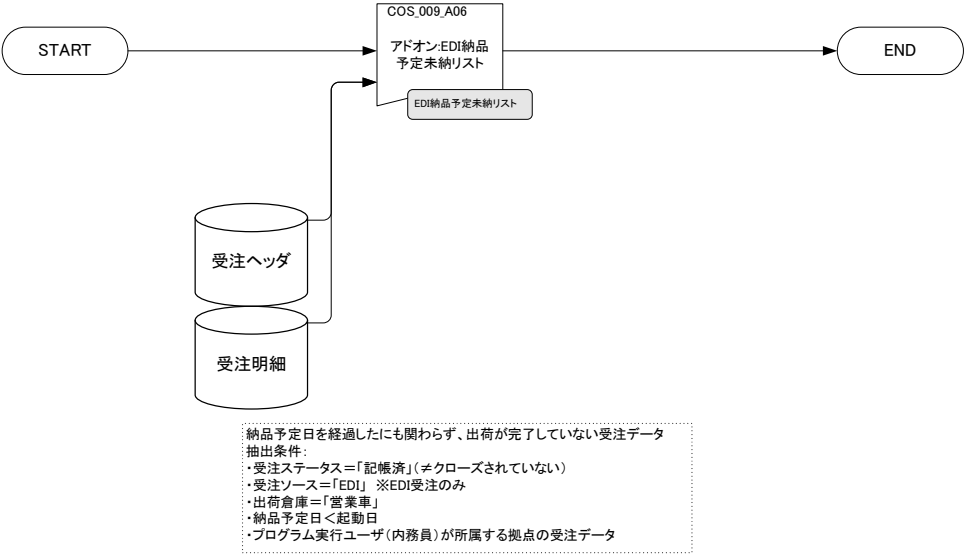 START
COS_009_A06
アドオン:EDI納品
予定未納リスト
EDI納品予定未納リスト
END
受注ヘッダ
受注明細
納品予定日を経過したにも関わらず、出荷が完了していない受注データ
抽出条件:
・受注ステータス＝「記帳済」（≠クローズされていない）
・受注ソース＝「EDI」 ※EDI受注のみ
・出荷倉庫＝「営業車」
・納品予定日＜起動日
・プログラム実行ユーザ（内務員）が所属する拠点の受注データ